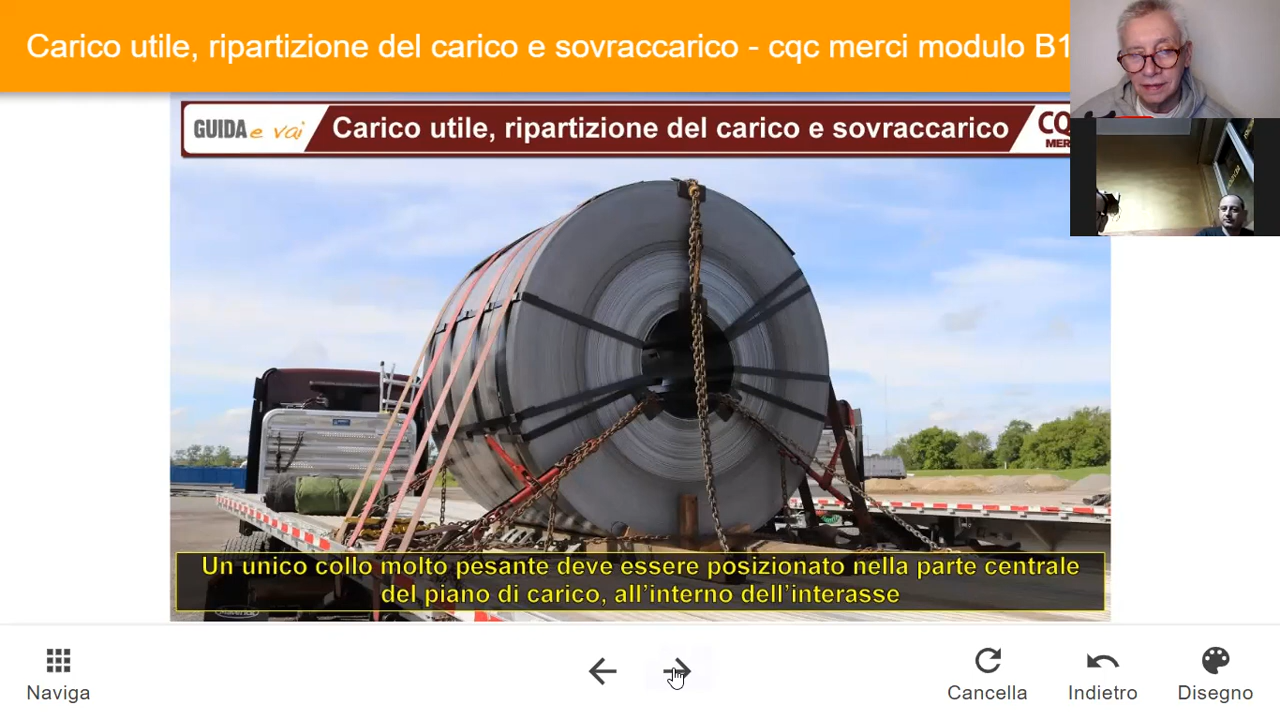 Carico utile, ripartizione del carico e sovraccarico - cqc merci modulo B1
GUIDA e vai
Carico utile, ripartizione del carico e sovraccarico
CQ
MER
Un unico collo molto pesante deve essere posizionato nella parte centrale
del piano di carico, all'interno dell'interasse
Naviga
Cancella
Indietro
Disegno